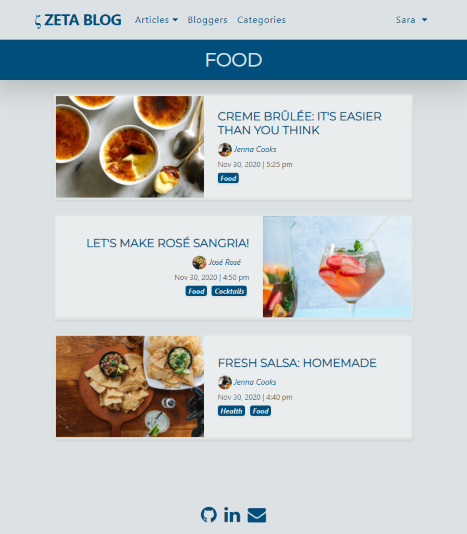 ZETA BLOG Articles Bloggers Categories Sara
FOOD
CREME BRÛLÉE: IT'S EASIER
THAN YOU THINK
Jenna Cooks
Nov 30, 2020 | 5:25 pm
Food
LET'S MAKE ROSÉ SANGRIA!
José Rosé
Nov 30, 2020 | 4:50 pm
Food Cocktails
FRESH SALSA: HOMEMADE
Jenna Cooks
Nov 30, 2020 | 4:40 pm
Health Food